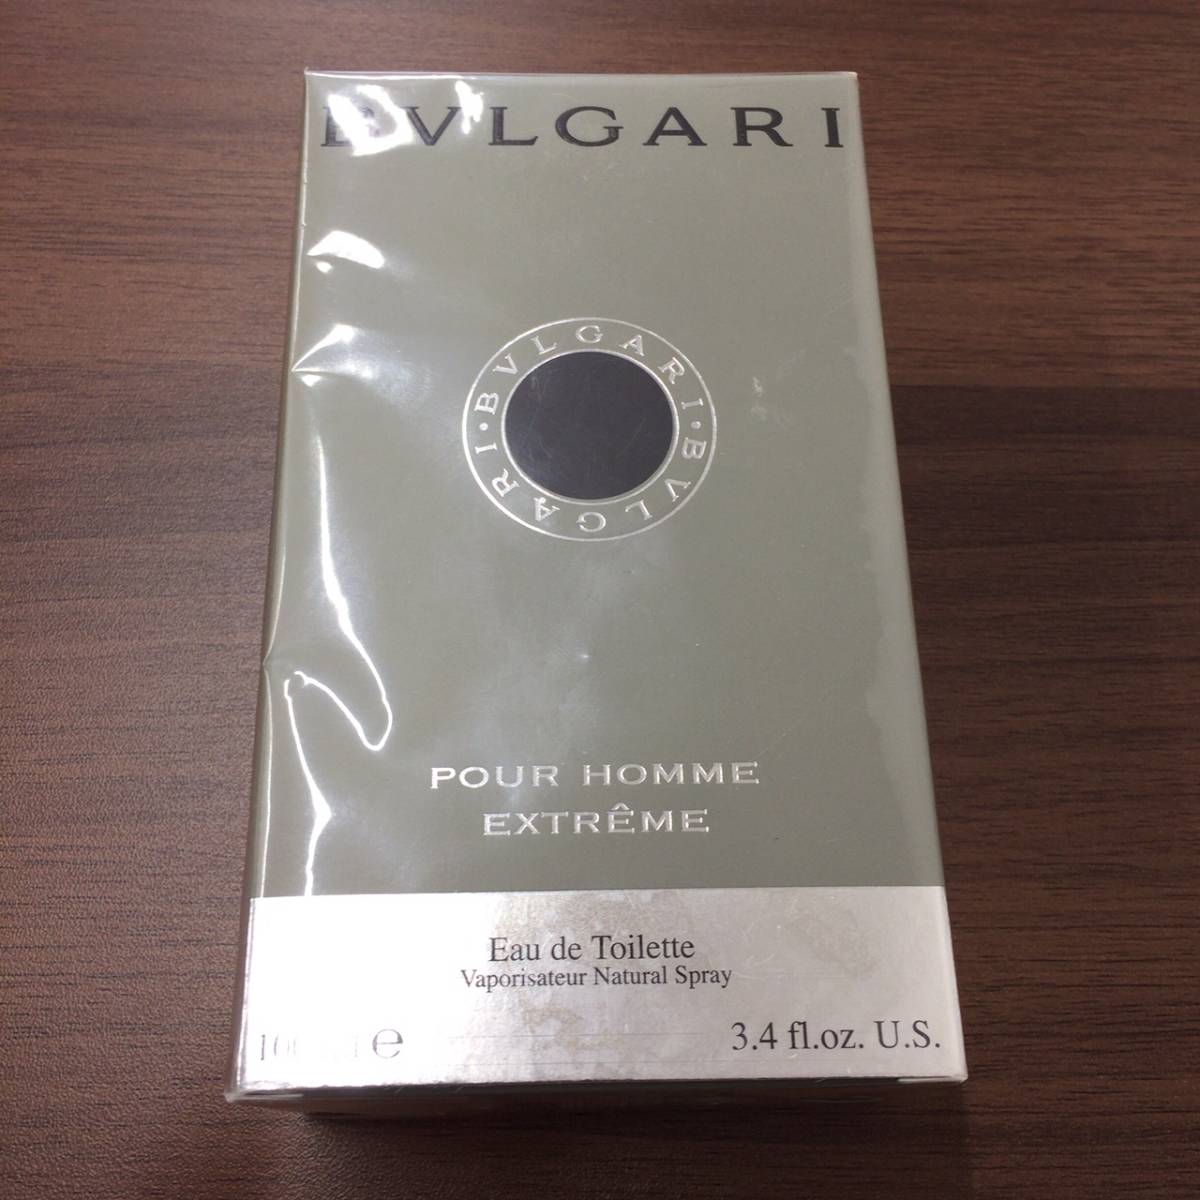 BVLGARI
BVLGARI · BVLGARI ·
POUR HOMME
EXTRÊME
Eau de Toilette
Vaporisateur Natural Spray
℮ 3.4 fl.oz. U.S.